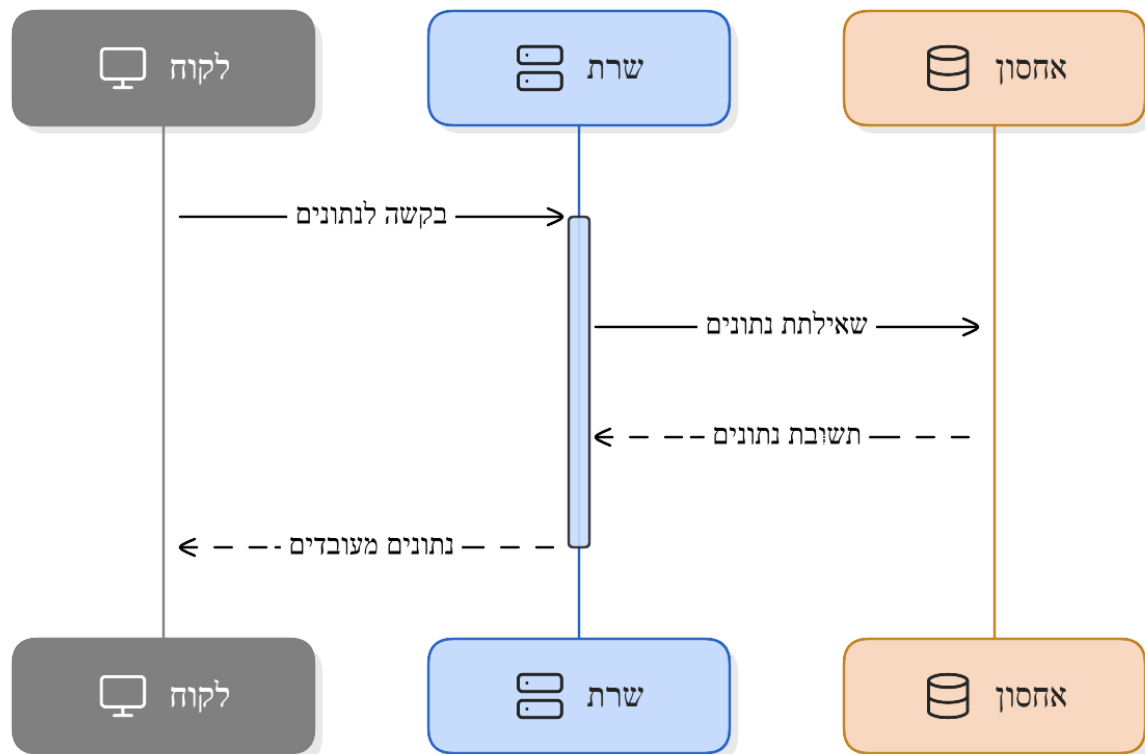 לקוח
שרת
אחסון
בקשה לנתונים
שאילתת נתונים
תשובת נתונים
נתונים מעובדים
לקוח
שרת
אחסון